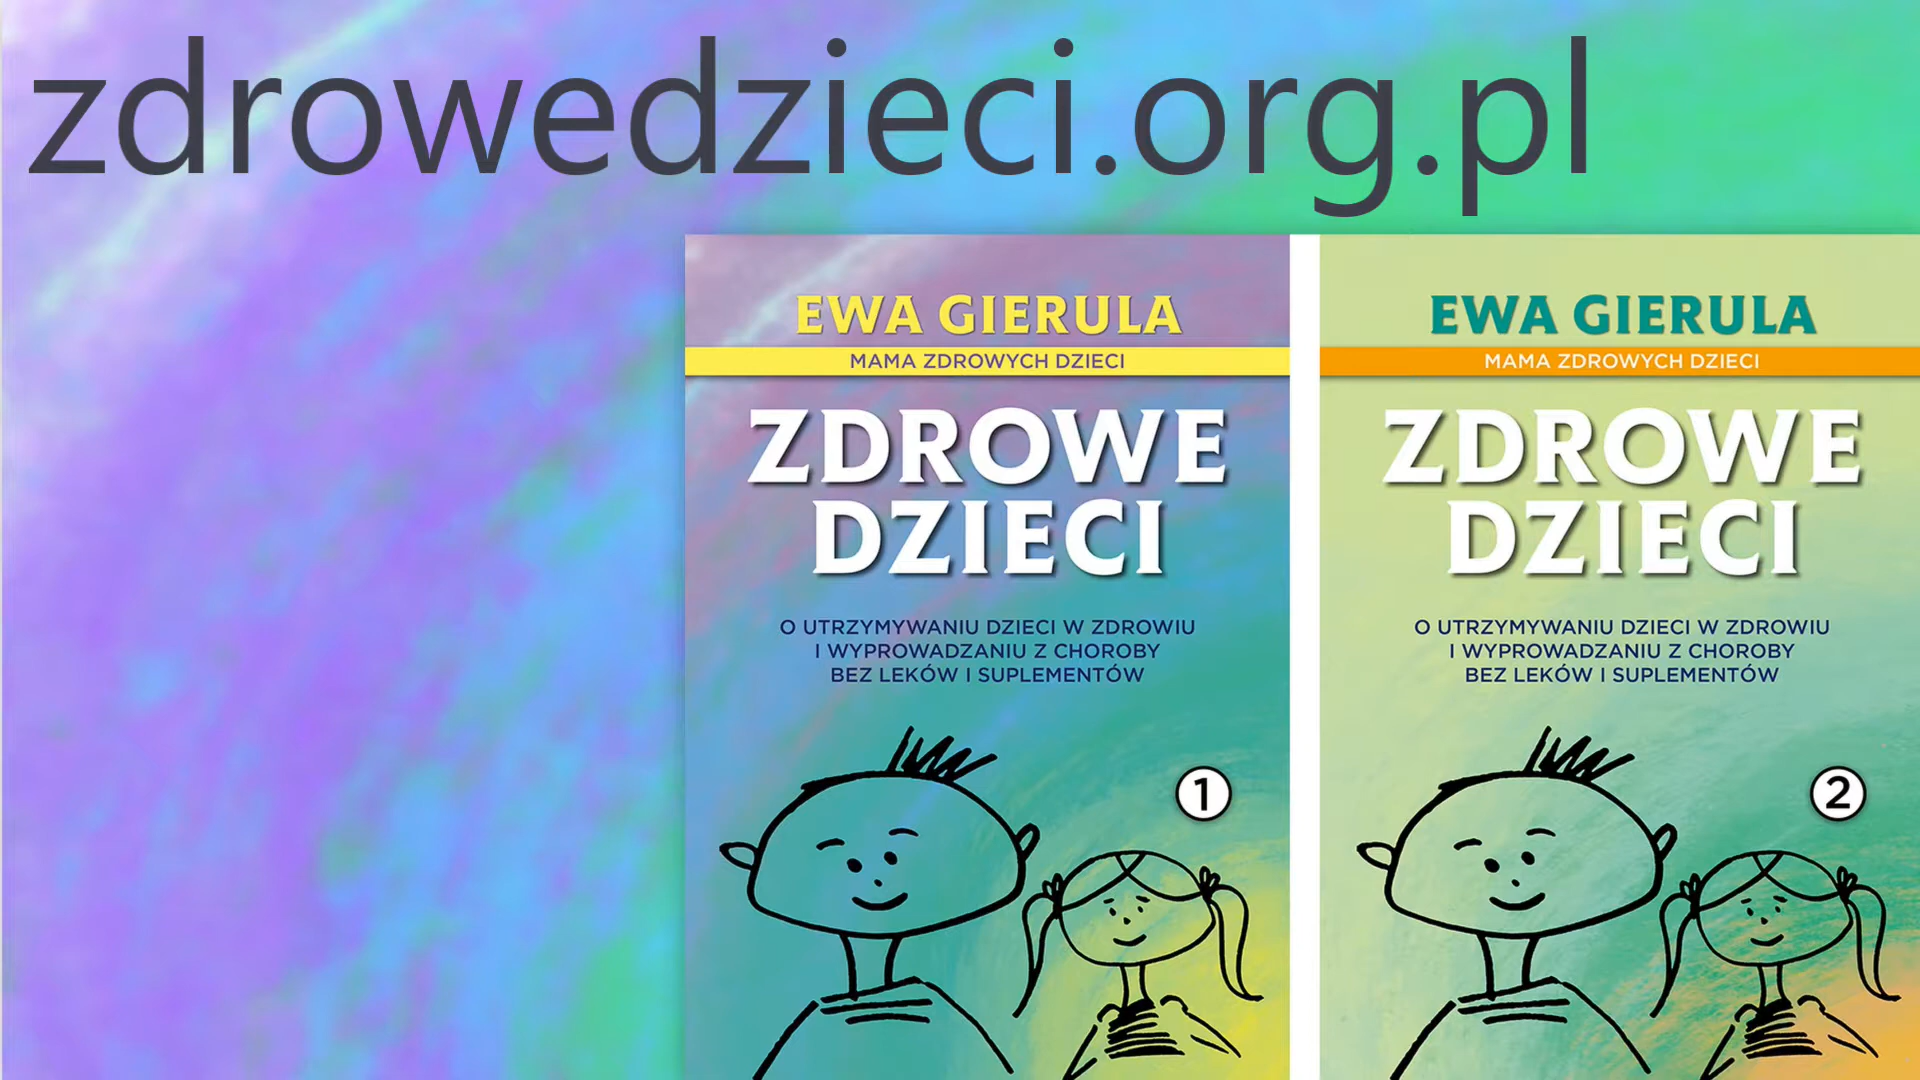 zdrowedzieci.org.pl
EWA GIERULA
MAMA ZDROWYCH DZIECI
ZDROWE
DZIECI
O UTRZYMYWANIU DZIECI W ZDROWIU
I WYPROWADZANIU Z CHOROBY
BEZ LEKÓW I SUPLEMENTÓW
1
EWA GIERULA
MAMA ZDROWYCH DZIECI
ZDROWE
DZIECI
O UTRZYMYWANIU DZIECI W ZDROWIU
I WYPROWADZANIU Z CHOROBY
BEZ LEKÓW I SUPLEMENTÓW
2